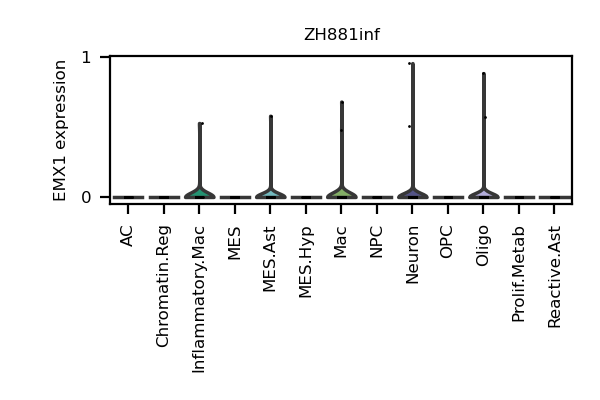 ZH881inf
EMX1 expression
1
0
AC
Chromatin.Reg
Inflammatory.Mac
MES
MES.Ast
MES.Hyp
Mac
NPC
Neuron
OPC
Oligo
Prolif.Metab
Reactive.Ast